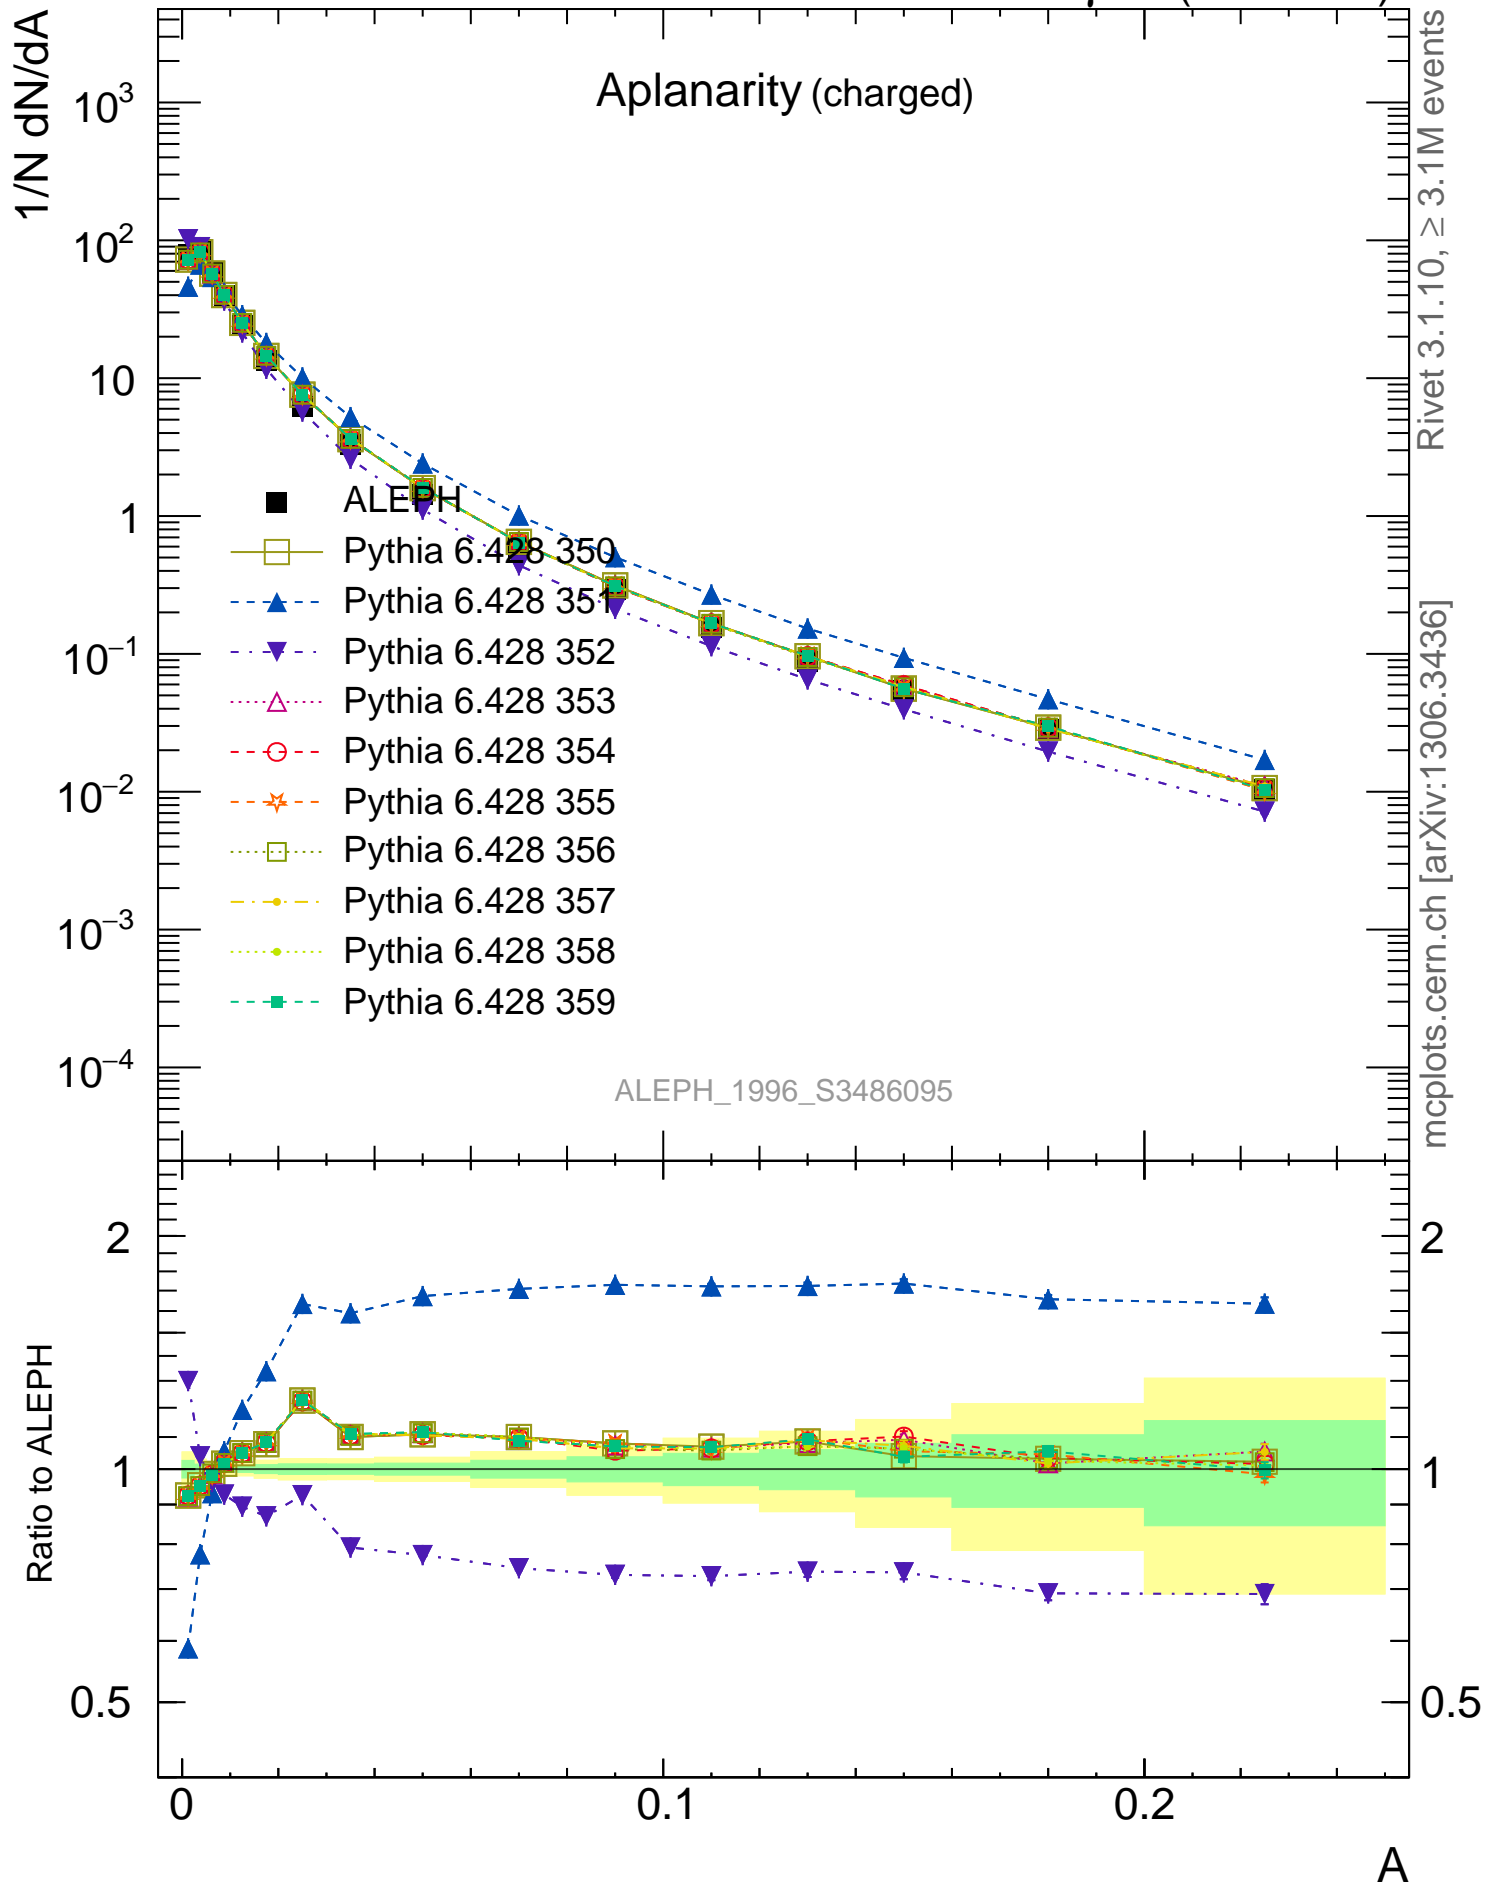 1/N dN/dA
Aplanarity (charged)
10³
10²
10
1
10⁻¹
10⁻²
10⁻³
10⁻⁴
ALEPH
Pythia 6.428 350
Pythia 6.428 351
Pythia 6.428 352
Pythia 6.428 353
Pythia 6.428 354
Pythia 6.428 355
Pythia 6.428 356
Pythia 6.428 357
Pythia 6.428 358
Pythia 6.428 359
ALEPH_1996_S3486095
Rivet 3.1.10, ≥ 3.1M events
mcplots.cern.ch [arXiv:1306.3436]
Ratio to ALEPH
2
1
0.5
2
1
0.5
0
0.1
0.2
A